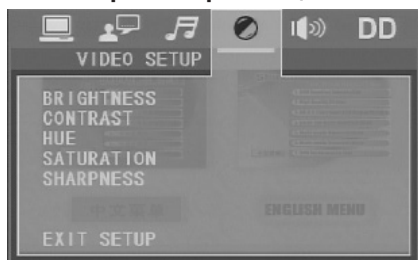 DD
VIDEO SETUP
BRIGHTNESS
CONTRAST
HUE
SATURATION
SHARPNESS
ENGLISH MENU
EXIT SETUP